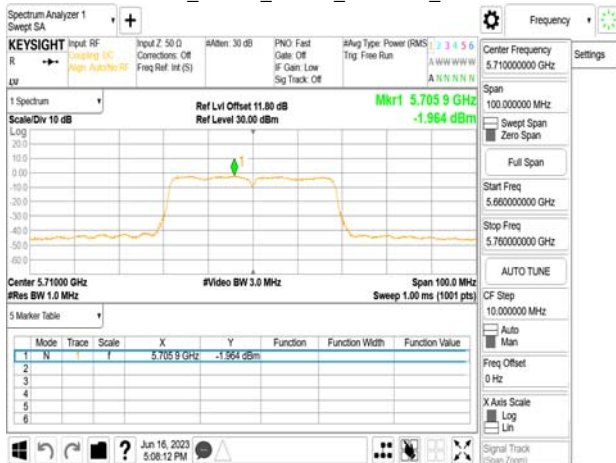 Spectrum Analyzer 1
Swept SA
+
Frequency
KEYSIGHT
Input: RF
Coupling: DC
Align: Auto/No RF
Input Z: 50 Ω
Corrections: Off
Freq Ref: Int (S)
#Atten: 30 dB
PNO: Fast
Gate: Off
IF Gain: Low
Sig Track: Off
#Avg Type: Power (RMS)
Trig: Free Run
1 2 3 4 5 6
A W W W W W
A N N N N N
R
LV
Center Frequency
5.710000000 GHz
Settings
Span
100.000000 MHz
Swept Span
Zero Span
Full Span
Start Freq
5.660000000 GHz
Stop Freq
5.760000000 GHz
AUTO TUNE
CF Step
10.000000 MHz
Auto
Man
Freq Offset
0 Hz
X Axis Scale
Log
Lin
Signal Track
(Span Zoom)
1 Spectrum
Scale/Div 10 dB
Ref Lvl Offset 11.80 dB
Ref Level 30.00 dBm
Mkr1 5.705 9 GHz
-1.964 dBm
Log
20.0
10.0
0.00
-10.0
-20.0
-30.0
-40.0
-50.0
-60.0
1
Center 5.71000 GHz
#Video BW 3.0 MHz
Span 100.0 MHz
#Res BW 1.0 MHz
Sweep 1.00 ms (1001 pts)
5 Marker Table
Mode Trace Scale X Y Function Function Width Function Value
1 N 1 f 5.705 9 GHz -1.964 dBm
2
3
4
5
6
?
Jun 16, 2023
5:08:12 PM